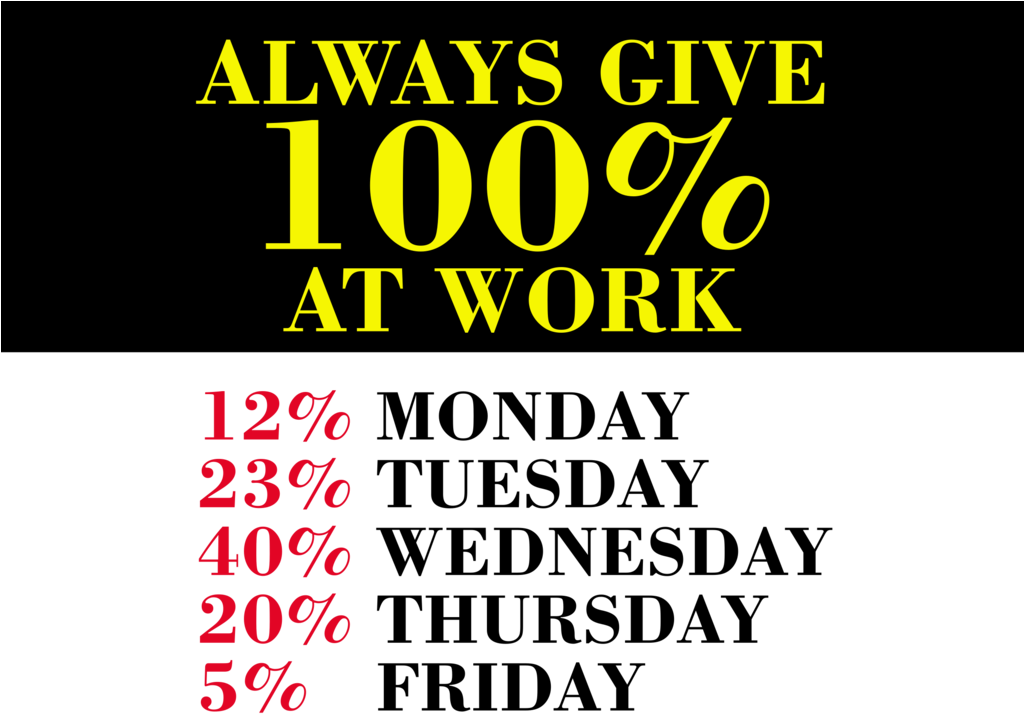 ALWAYS GIVE
100%
AT WORK
12% MONDAY
23% TUESDAY
40% WEDNESDAY
20% THURSDAY
5% FRIDAY